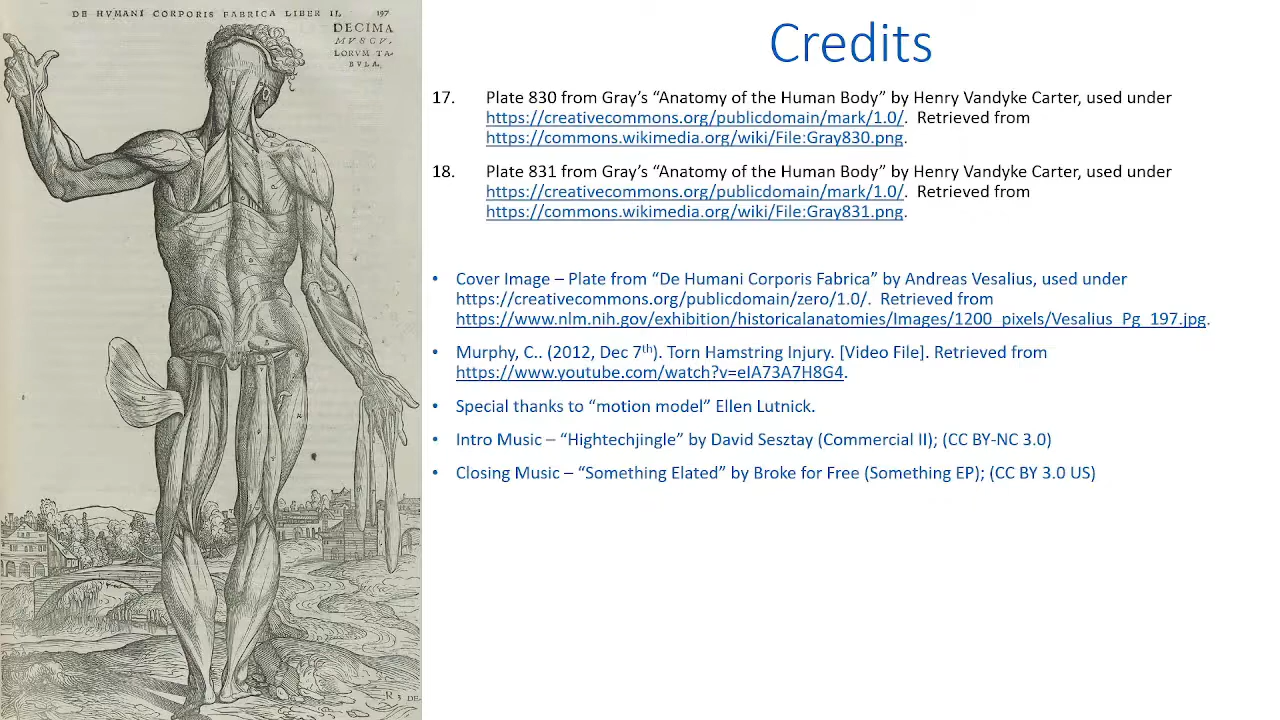 DE HVMANI CORPORIS FABRICA LIBER II. 197
DECIMA
MVSCV-
LORVM TA-
BVLA.
Credits
17. Plate 830 from Gray's “Anatomy of the Human Body” by Henry Vandyke Carter, used under
https://creativecommons.org/publicdomain/mark/1.0/. Retrieved from
https://commons.wikimedia.org/wiki/File:Gray830.png.
18. Plate 831 from Gray's “Anatomy of the Human Body” by Henry Vandyke Carter, used under
https://creativecommons.org/publicdomain/mark/1.0/. Retrieved from
https://commons.wikimedia.org/wiki/File:Gray831.png.
• Cover Image – Plate from “De Humani Corporis Fabrica” by Andreas Vesalius, used under
https://creativecommons.org/publicdomain/zero/1.0/. Retrieved from
https://www.nlm.nih.gov/exhibition/historicalanatomies/Images/1200_pixels/Vesalius_Pg_197.jpg.
• Murphy, C.. (2012, Dec 7th). Torn Hamstring Injury. [Video File]. Retrieved from
https://www.youtube.com/watch?v=eIA73A7H8G4.
• Special thanks to “motion model” Ellen Lutnick.
• Intro Music – “Hightechjingle” by David Sesztay (Commercial II); (CC BY-NC 3.0)
• Closing Music – “Something Elated” by Broke for Free (Something EP); (CC BY 3.0 US)